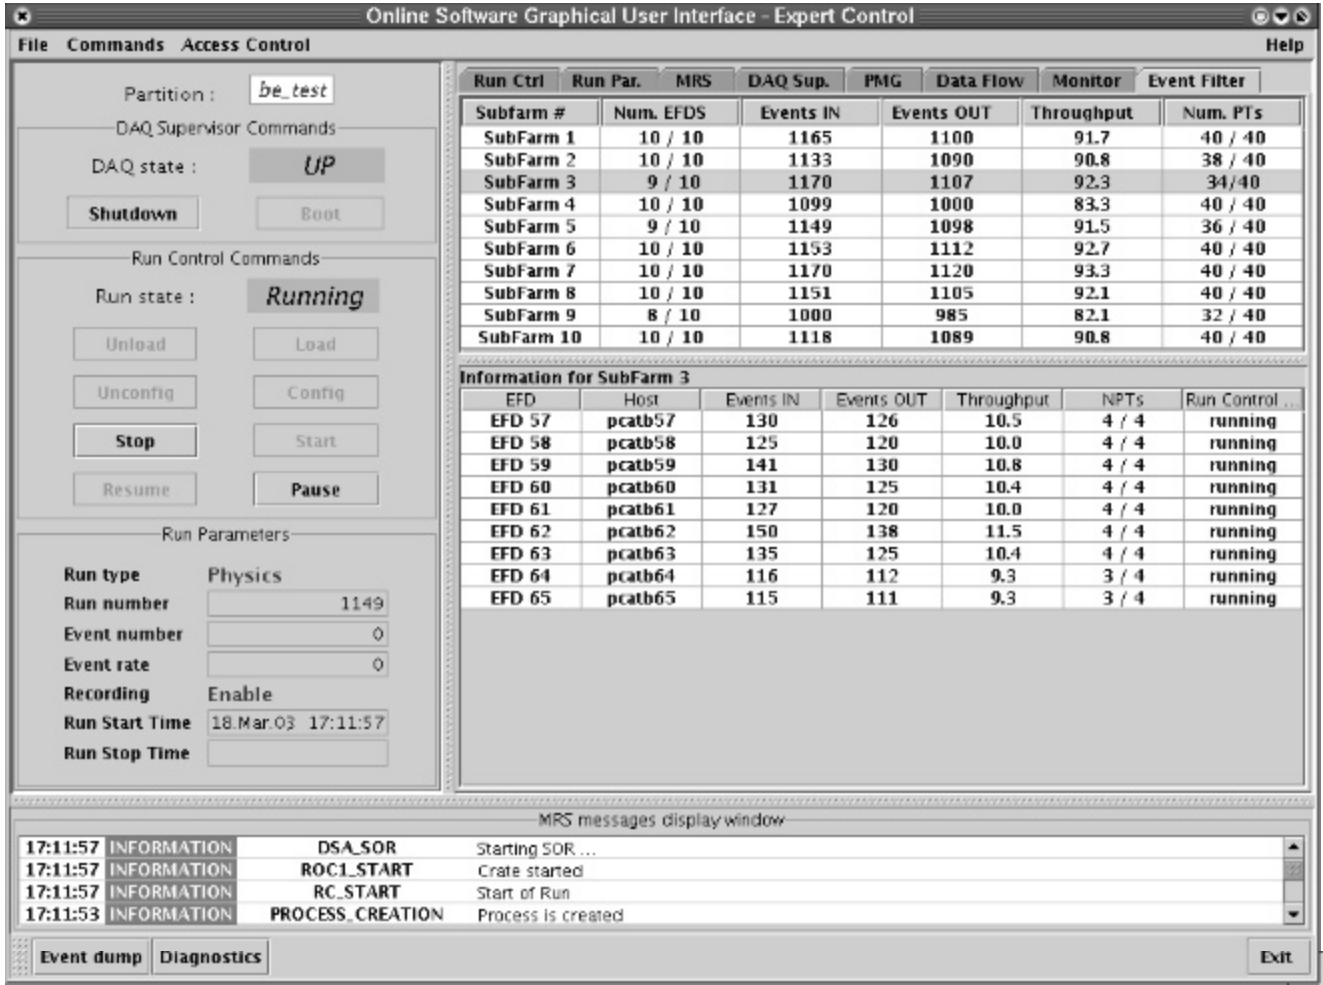 Online Software Graphical User Interface - Expert Control
File Commands Access Control Help
Partition : be_test
DAQ Supervisor Commands
DAQ state : UP
Shutdown Boot
Run Control Commands
Run state : Running
Unload Load
Unconfig Config
Stop Start
Resume Pause
Run Parameters
Run type Physics
Run number 1149
Event number 0
Event rate 0
Recording Enable
Run Start Time 18.Mar.03 17:11:57
Run Stop Time
Run Ctrl Run Par. MRS DAQ Sup. PMG Data Flow Monitor Event Filter
Subfarm # Num. EFDS Events IN Events OUT Throughput Num. PTs
SubFarm 1 10 / 10 1165 1100 91.7 40 / 40
SubFarm 2 10 / 10 1133 1090 90.8 38 / 40
SubFarm 3 9 / 10 1170 1107 92.3 34/40
SubFarm 4 10 / 10 1099 1000 83.3 40 / 40
SubFarm 5 9 / 10 1149 1098 91.5 36 / 40
SubFarm 6 10 / 10 1153 1112 92.7 40 / 40
SubFarm 7 10 / 10 1170 1120 93.3 40 / 40
SubFarm 8 10 / 10 1151 1105 92.1 40 / 40
SubFarm 9 8 / 10 1000 985 82.1 32 / 40
SubFarm 10 10 / 10 1118 1089 90.8 40 / 40
Information for SubFarm 3
EFD Host Events IN Events OUT Throughput NPTs Run Control ...
EFD 57 pcatb57 130 126 10.5 4 / 4 running
EFD 58 pcatb58 125 120 10.0 4 / 4 running
EFD 59 pcatb59 141 130 10.8 4 / 4 running
EFD 60 pcatb60 131 125 10.4 4 / 4 running
EFD 61 pcatb61 127 120 10.0 4 / 4 running
EFD 62 pcatb62 150 138 11.5 4 / 4 running
EFD 63 pcatb63 135 125 10.4 4 / 4 running
EFD 64 pcatb64 116 112 9.3 3 / 4 running
EFD 65 pcatb65 115 111 9.3 3 / 4 running
MRS messages display window
17:11:57 INFORMATION DSA_SOR Starting SOR ...
17:11:57 INFORMATION ROC1_START Crate started
17:11:57 INFORMATION RC_START Start of Run
17:11:53 INFORMATION PROCESS_CREATION Process is created
Event dump Diagnostics Exit